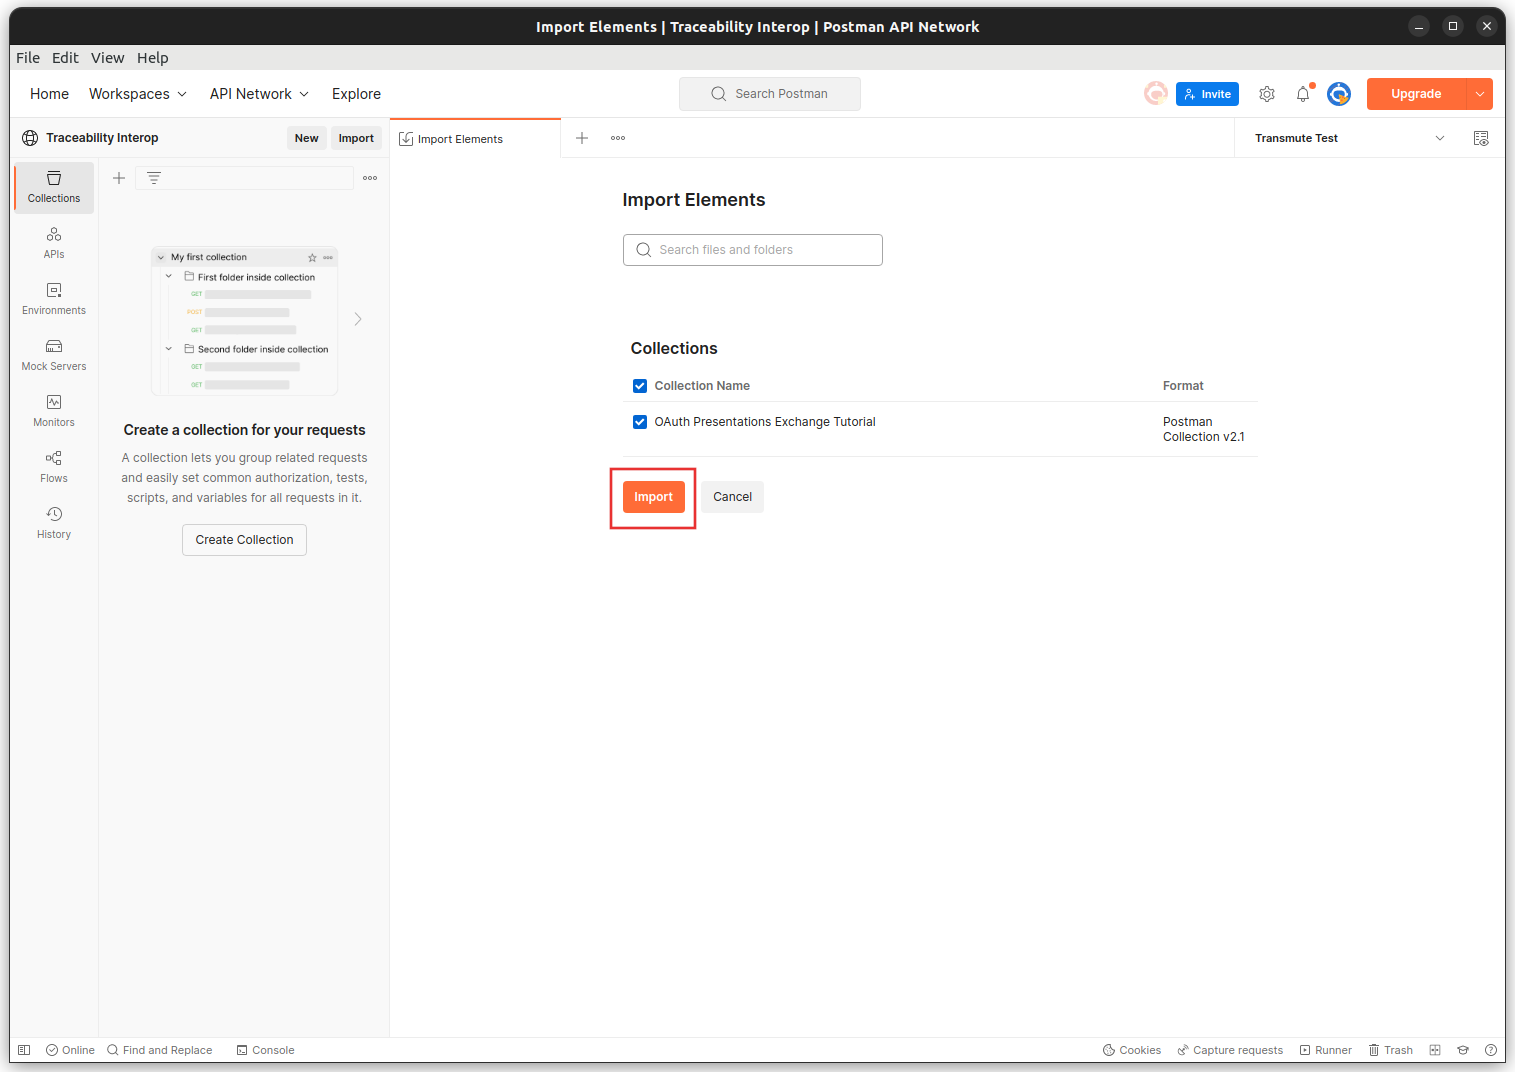 Import Elements | Traceability Interop | Postman API Network
File Edit View Help
Home Workspaces API Network Explore
Search Postman
Invite
Upgrade
Traceability Interop
New Import
Import Elements
Transmute Test
Collections
APIs
Environments
Mock Servers
Monitors
Flows
History
My first collection
First folder inside collection
GET
POST
GET
Second folder inside collection
GET
GET
Create a collection for your requests
A collection lets you group related requests
and easily set common authorization, tests,
scripts, and variables for all requests in it.
Create Collection
Import Elements
Search files and folders
Collections
Collection Name Format
OAuth Presentations Exchange Tutorial Postman
Collection v2.1
Import Cancel
Online Find and Replace Console
Cookies Capture requests Runner Trash